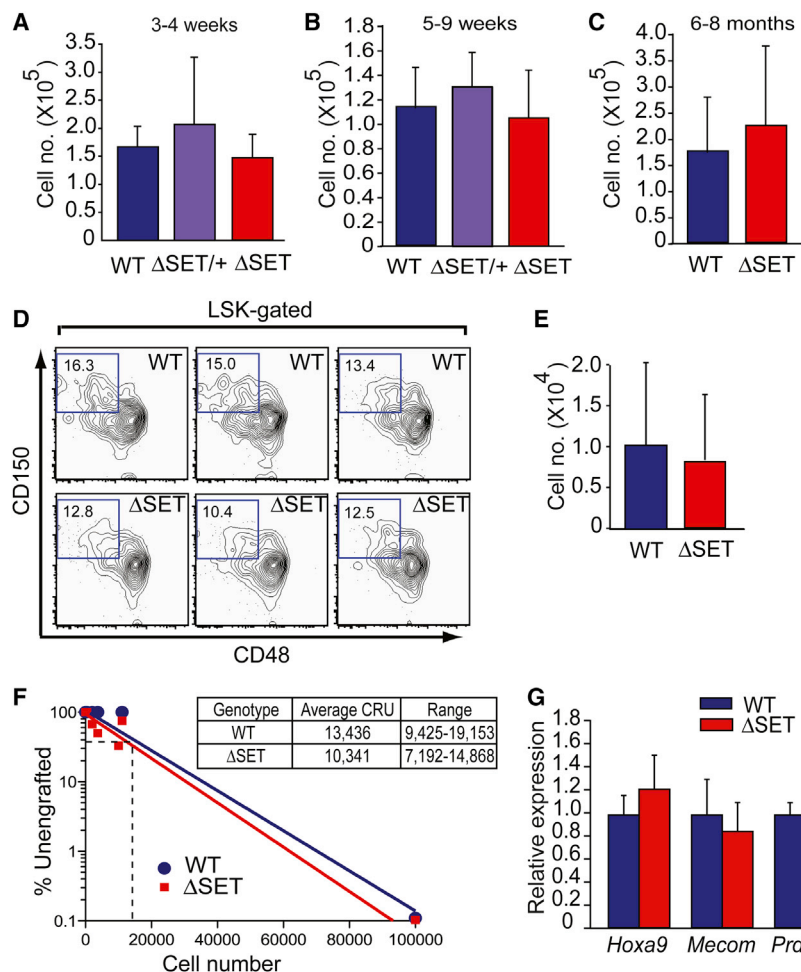 A
3-4 weeks
Cell no. (X10^5)
3.5
3.0
2.5
2.0
1.5
1.0
0.5
0
WT ΔSET/+ ΔSET
B
5-9 weeks
Cell no. (X10^5)
1.8
1.6
1.4
1.2
1.0
0.8
0.6
0.4
0.2
0
WT ΔSET/+ ΔSET
C
6-8 months
Cell no. (X10^5)
4.0
3.5
3.0
2.5
2.0
1.5
1.0
0.5
0
WT ΔSET
D
LSK-gated
16.3 WT
15.0 WT
13.4 WT
12.8 ΔSET
10.4 ΔSET
12.5 ΔSET
CD150
CD48
E
Cell no. (X10^4)
2.0
1.5
1.0
0.5
0
WT ΔSET
F
% Unengrafted
100
10
1
0.1
Genotype Average CRU Range
WT 13,436 9,425-19,153
ΔSET 10,341 7,192-14,868
WT
ΔSET
0 20000 40000 60000 80000 100000
Cell number
G
WT
ΔSET
Relative expression
1.8
1.6
1.4
1.2
1.0
0.8
0.6
0.4
0.2
0
Hoxa9 Mecom Prd